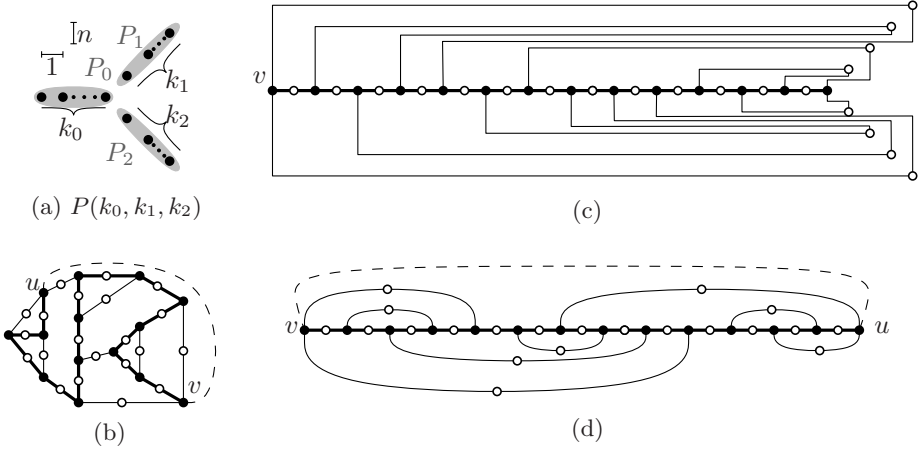 n
1
P₀
P₁
k₁
k₀
k₂
P₂
(a) P(k₀, k₁, k₂)
v
(c)
u
v
(b)
v
u
(d)